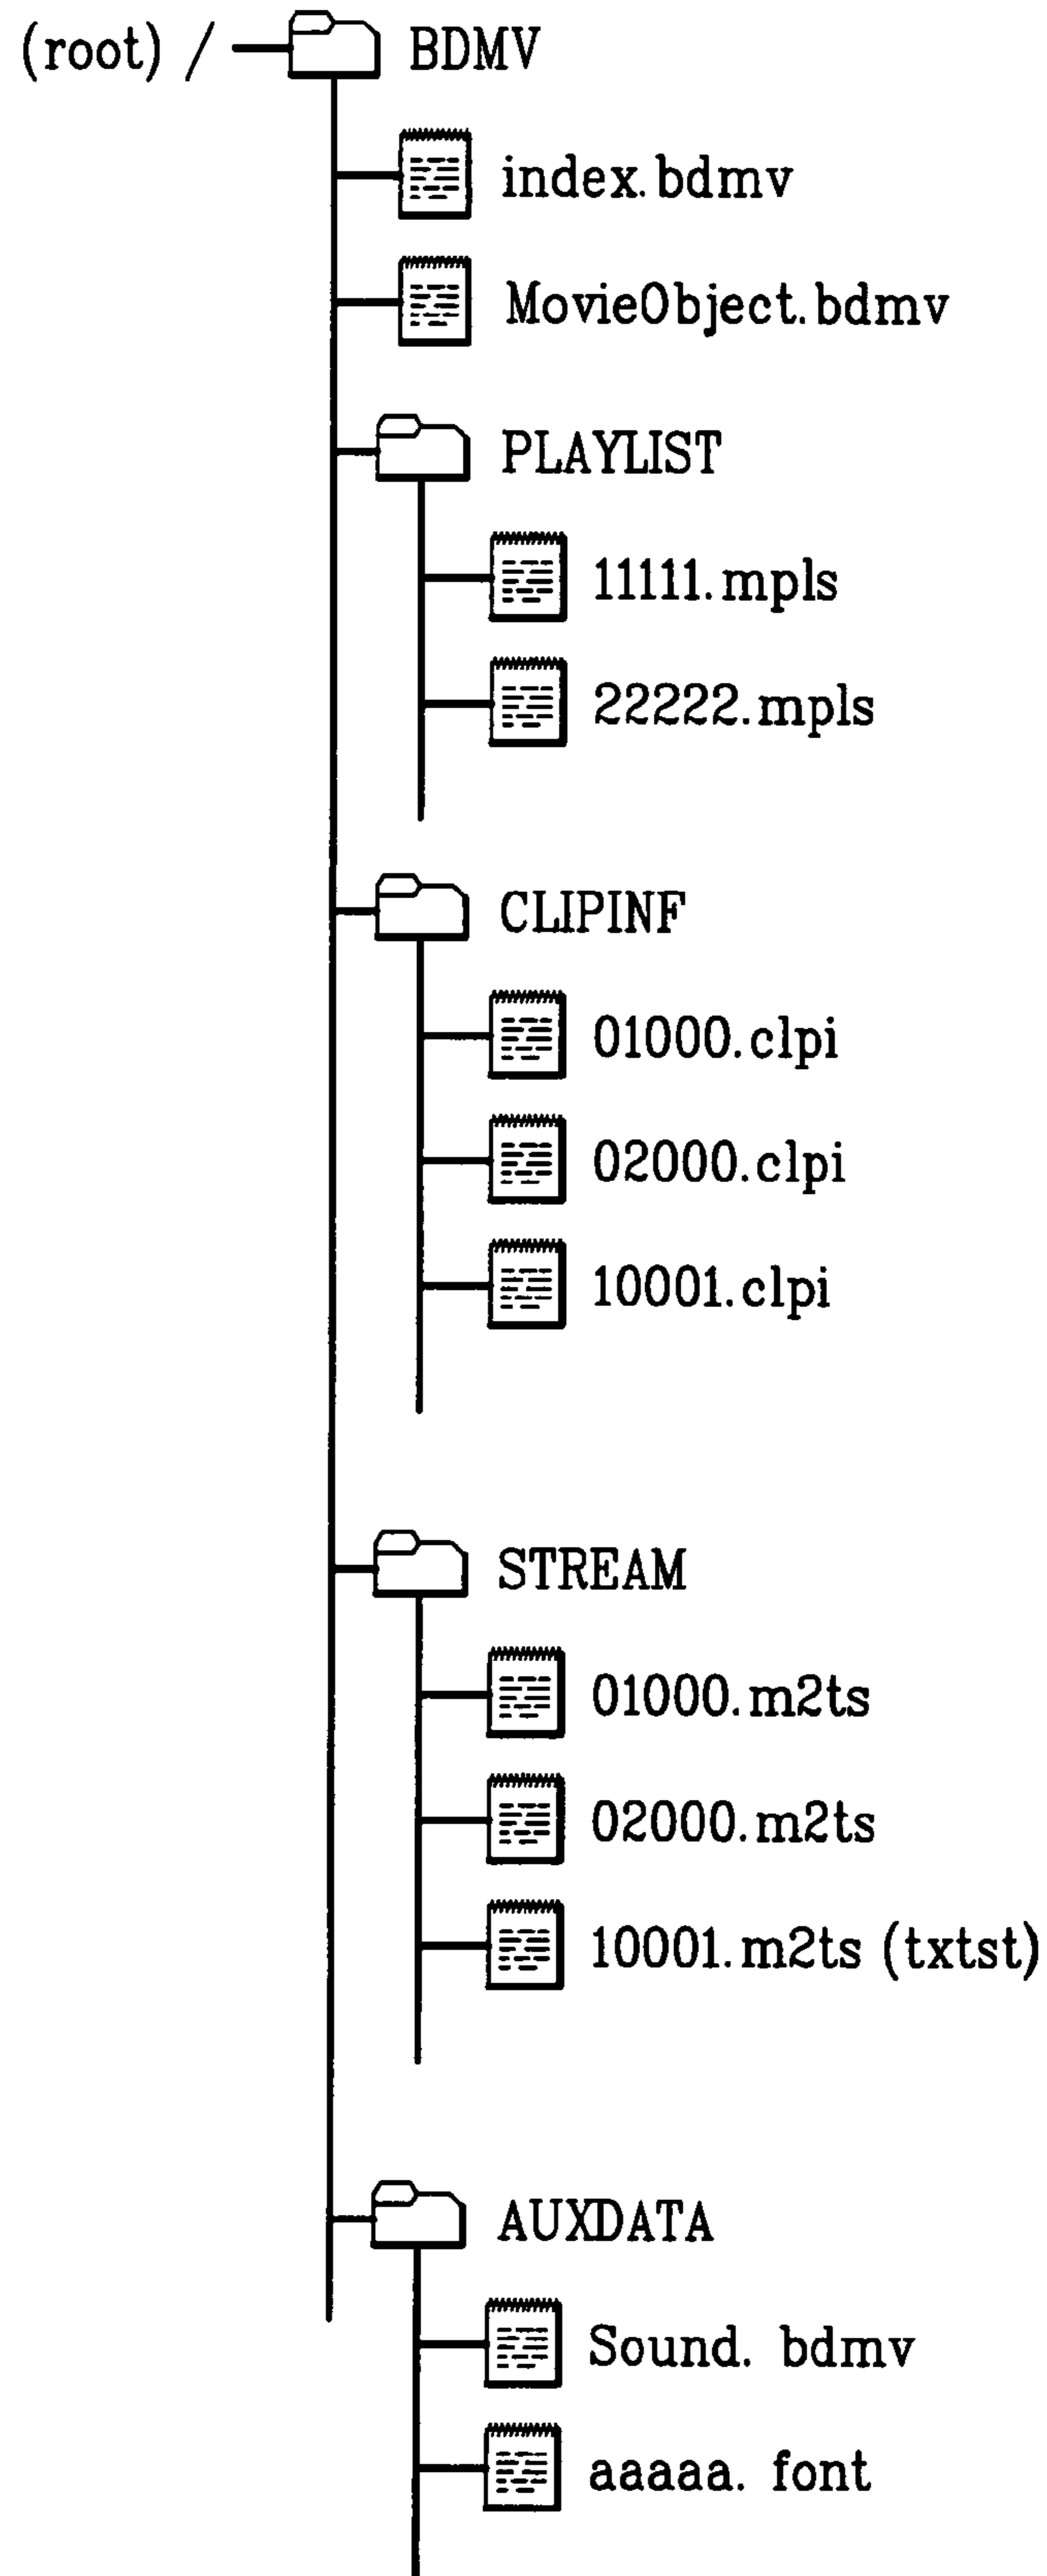 (root) / BDMV
index.bdmv
MovieObject.bdmv
PLAYLIST
11111.mpls
22222.mpls
CLIPINF
01000.clpi
02000.clpi
10001.clpi
STREAM
01000.m2ts
02000.m2ts
10001.m2ts (txtst)
AUXDATA
Sound. bdmv
aaaaa. font